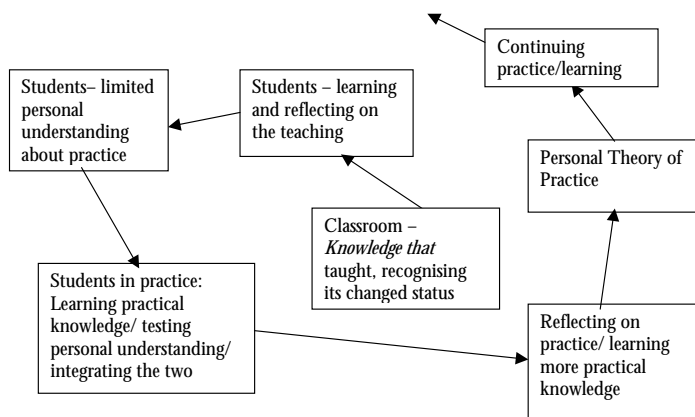 Continuing
practice/learning
Students– limited
personal
understanding
about practice
Students – learning
and reflecting on
the teaching
Personal Theory of
Practice
Classroom –
Knowledge that
taught, recognising
its changed status
Students in practice:
Learning practical
knowledge/ testing
personal understanding/
integrating the two
Reflecting on
practice/ learning
more practical
knowledge